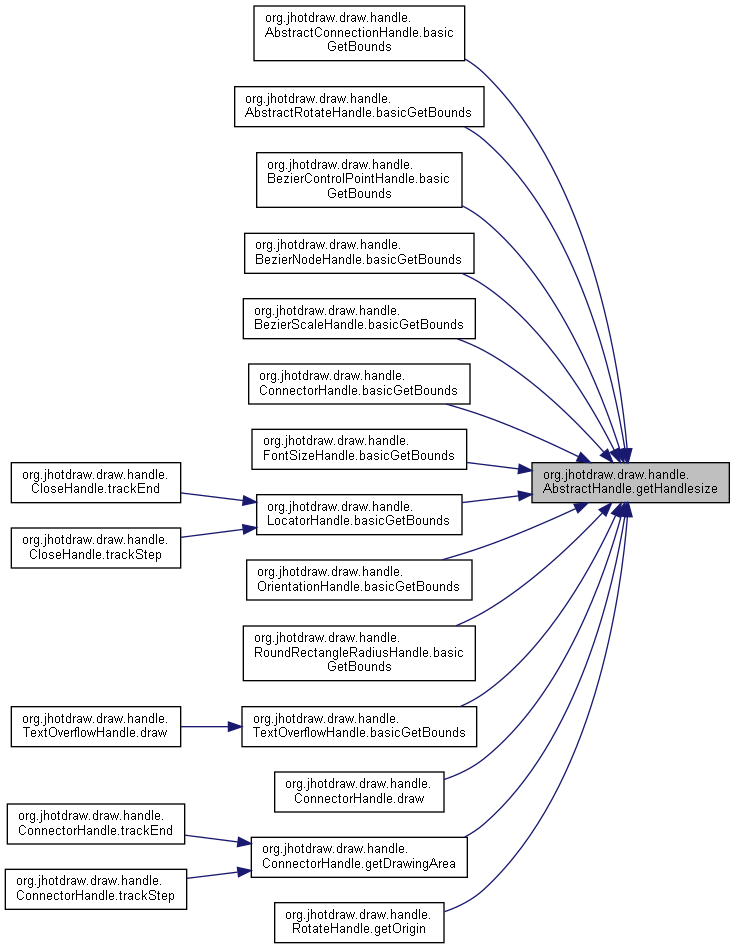 org.jhotdraw.draw.handle.
AbstractConnectionHandle.basic
GetBounds
org.jhotdraw.draw.handle.
AbstractRotateHandle.basicGetBounds
org.jhotdraw.draw.handle.
BezierControlPointHandle.basic
GetBounds
org.jhotdraw.draw.handle.
BezierNodeHandle.basicGetBounds
org.jhotdraw.draw.handle.
BezierScaleHandle.basicGetBounds
org.jhotdraw.draw.handle.
ConnectorHandle.basicGetBounds
org.jhotdraw.draw.handle.
FontSizeHandle.basicGetBounds
org.jhotdraw.draw.handle.
AbstractHandle.getHandlesize
org.jhotdraw.draw.handle.
CloseHandle.trackEnd
org.jhotdraw.draw.handle.
LocatorHandle.basicGetBounds
org.jhotdraw.draw.handle.
CloseHandle.trackStep
org.jhotdraw.draw.handle.
OrientationHandle.basicGetBounds
org.jhotdraw.draw.handle.
RoundRectangleRadiusHandle.basic
GetBounds
org.jhotdraw.draw.handle.
TextOverflowHandle.draw
org.jhotdraw.draw.handle.
TextOverflowHandle.basicGetBounds
org.jhotdraw.draw.handle.
ConnectorHandle.draw
org.jhotdraw.draw.handle.
ConnectorHandle.trackEnd
org.jhotdraw.draw.handle.
ConnectorHandle.getDrawingArea
org.jhotdraw.draw.handle.
ConnectorHandle.trackStep
org.jhotdraw.draw.handle.
RotateHandle.getOrigin